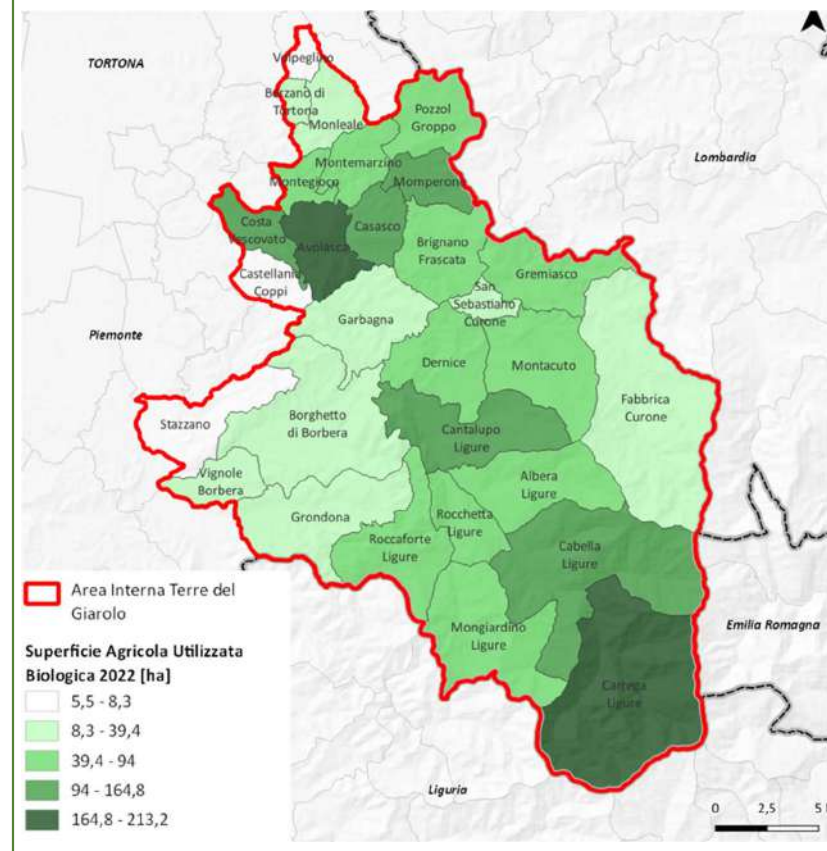 TORTONA
Volpeglino
Berzano di
Tortona
Monleale
Pozzol
Groppo
Lombardia
Montemarzino
Montegioco
Momperone
Costa
Vescovato
Avolasca
Casasco
Brignano
Frascata
Castellania
Coppi
Gremiasco
San
Sebastiano
Curone
Garbagna
Piemonte
Dernice
Montacuto
Stazzano
Borghetto
di Borbera
Fabbrica
Curone
Cantalupo
Ligure
Vignole
Borbera
Albera
Ligure
Grondona
Rocchetta
Ligure
Roccaforte
Ligure
Cabella
Ligure
Mongiardino
Ligure
Emilia Romagna
Carrega
Ligure
Liguria
Area Interna Terre del
Giarolo
Superficie Agricola Utilizzata
Biologica 2022 [ha]
5,5 - 8,3
8,3 - 39,4
39,4 - 94
94 - 164,8
164,8 - 213,2
0 2,5 5